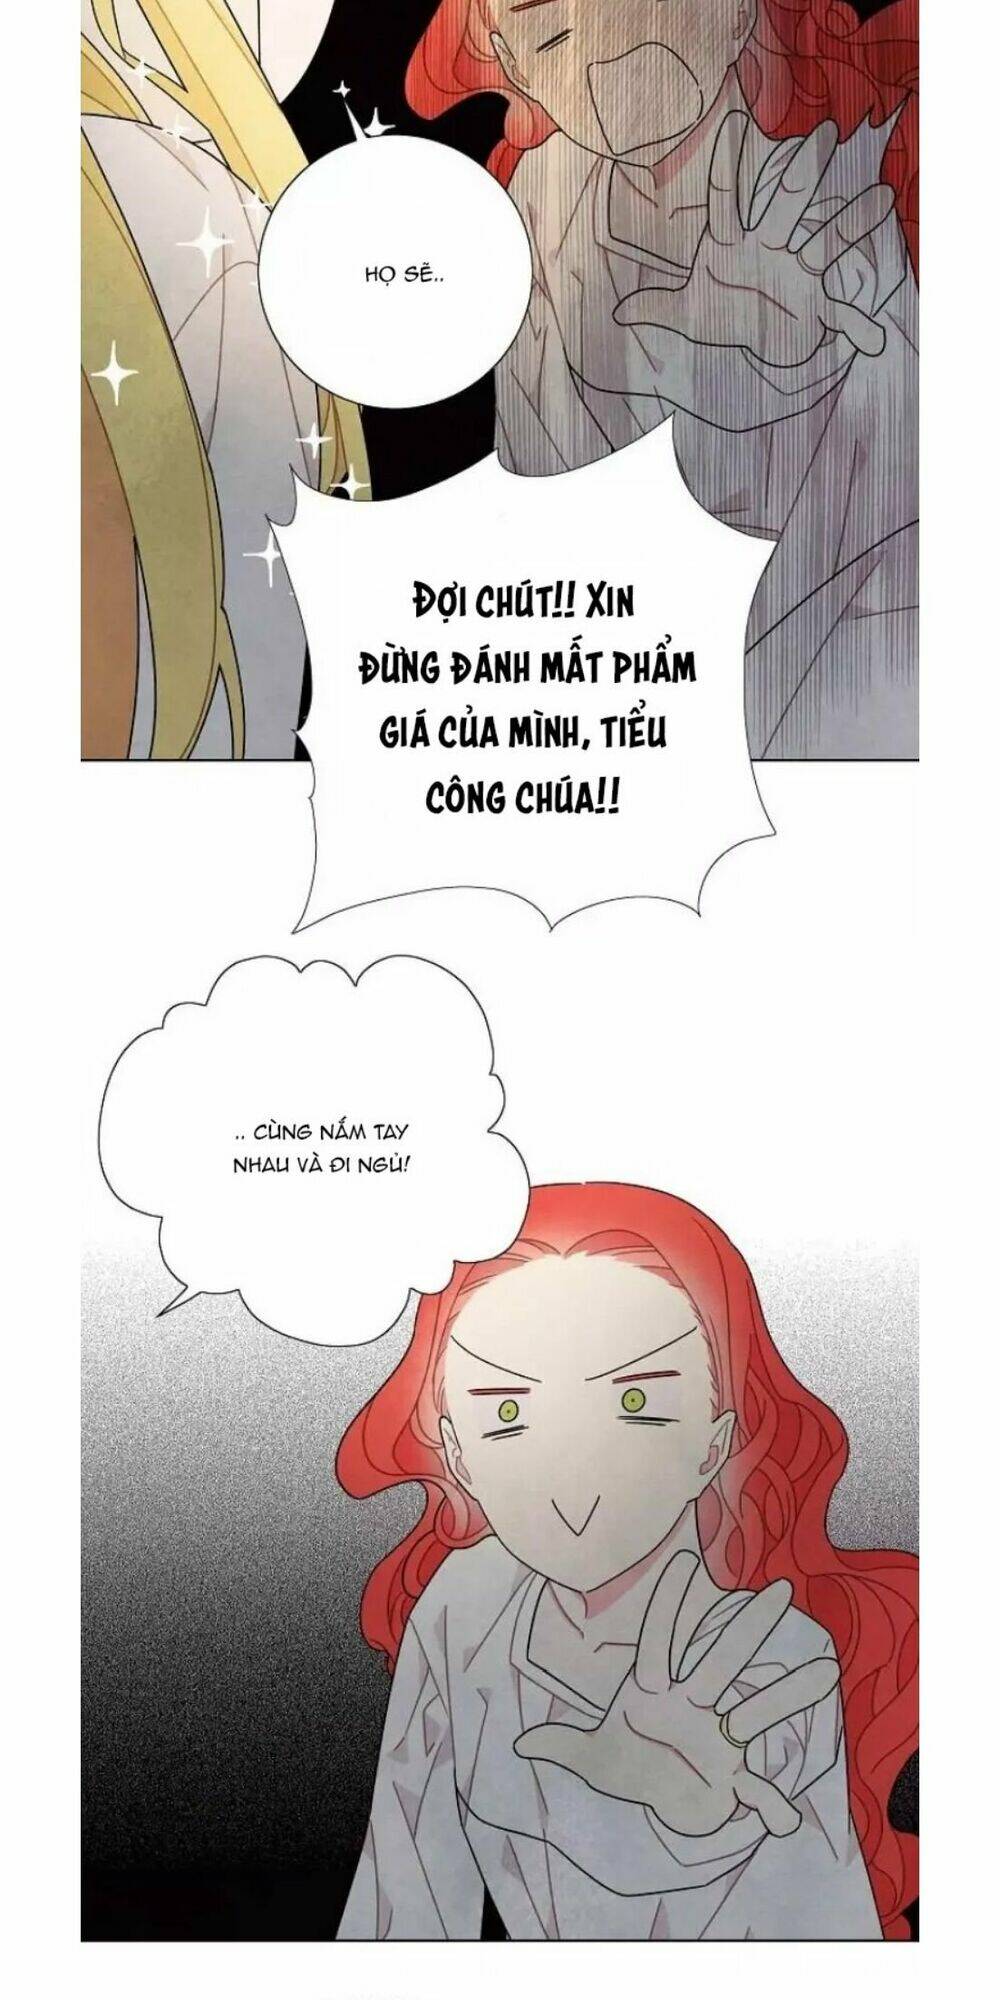 HỌ SẼ..
ĐỢI CHÚT!! XIN
ĐỪNG ĐÁNH MẤT PHẨM
GIÁ CỦA MÌNH, TIỂU
CÔNG CHÚA!!
.. CÙNG NẮM TAY
NHAU VÀ ĐI NGỦ!